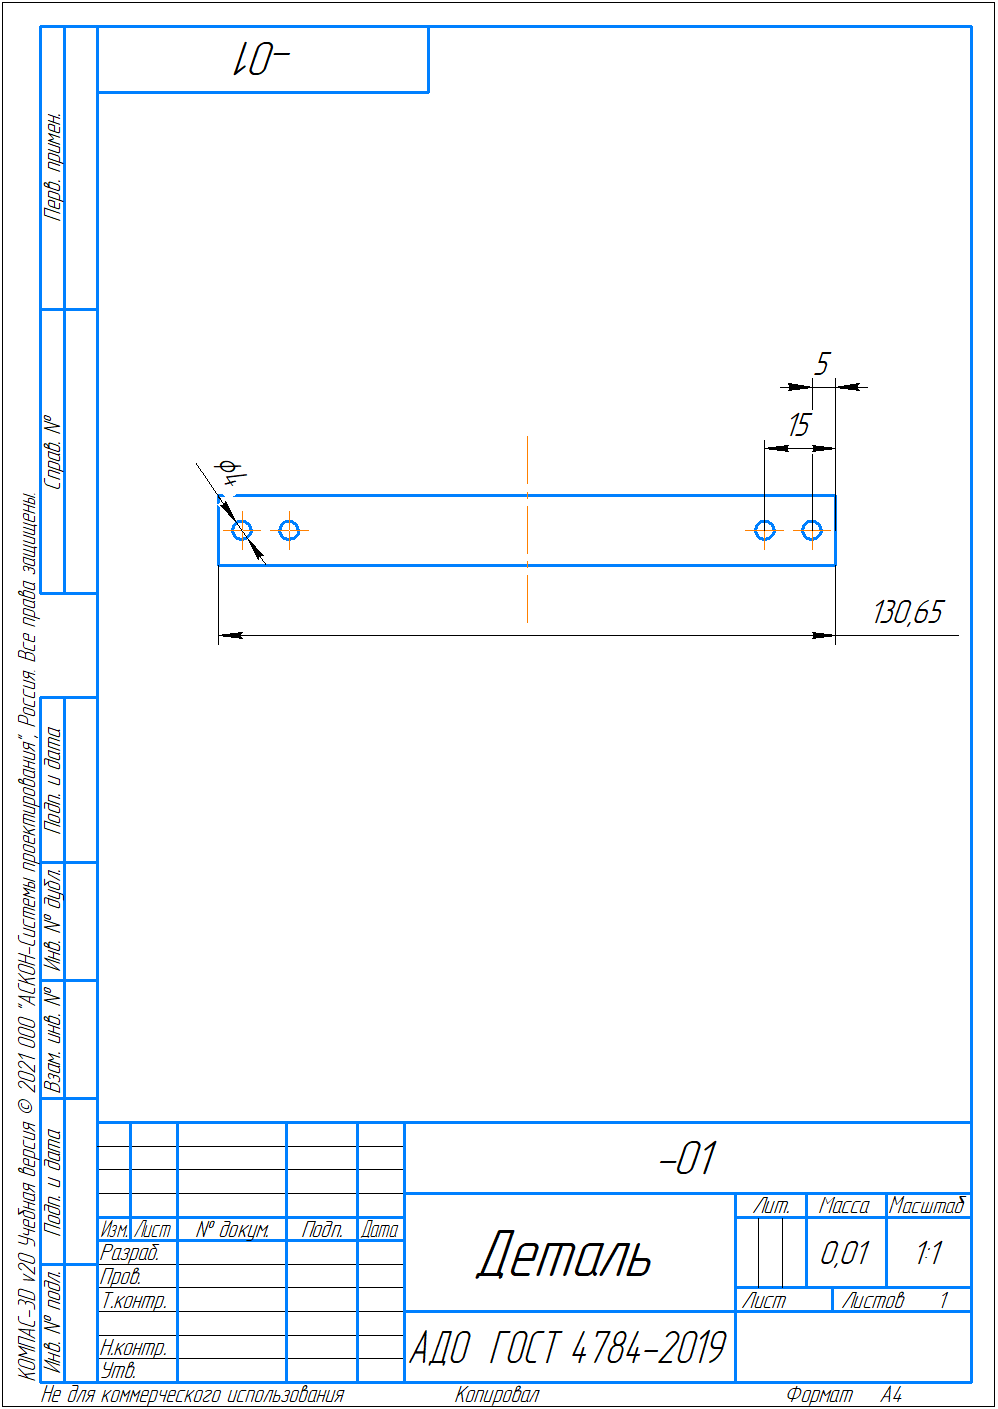 -01
Перв. примен.
Справ. №
5
15
ϕ4
130,65
Подп. и дата
Инв. № дубл.
Взам. инв. №
Подп. и дата
Инв. № подл.
КОМПАС-3D v20 Учебная версия © 2021 ООО "АСКОН-Системы проектирования", Россия. Все права защищены.
-01
Изм. Лист № докум. Подп. Дата
Разраб.
Пров.
Т.контр.
Н.контр.
Утв.
Деталь
Лит. Масса Масштаб
0,01 1:1
Лист Листов 1
АД0 ГОСТ 4784-2019
Не для коммерческого использования Копировал Формат А4